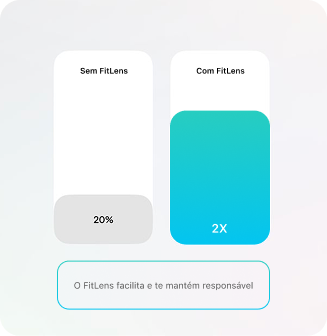 Sem FitLens
Com FitLens
20%
2X
O FitLens facilita e te mantém responsável